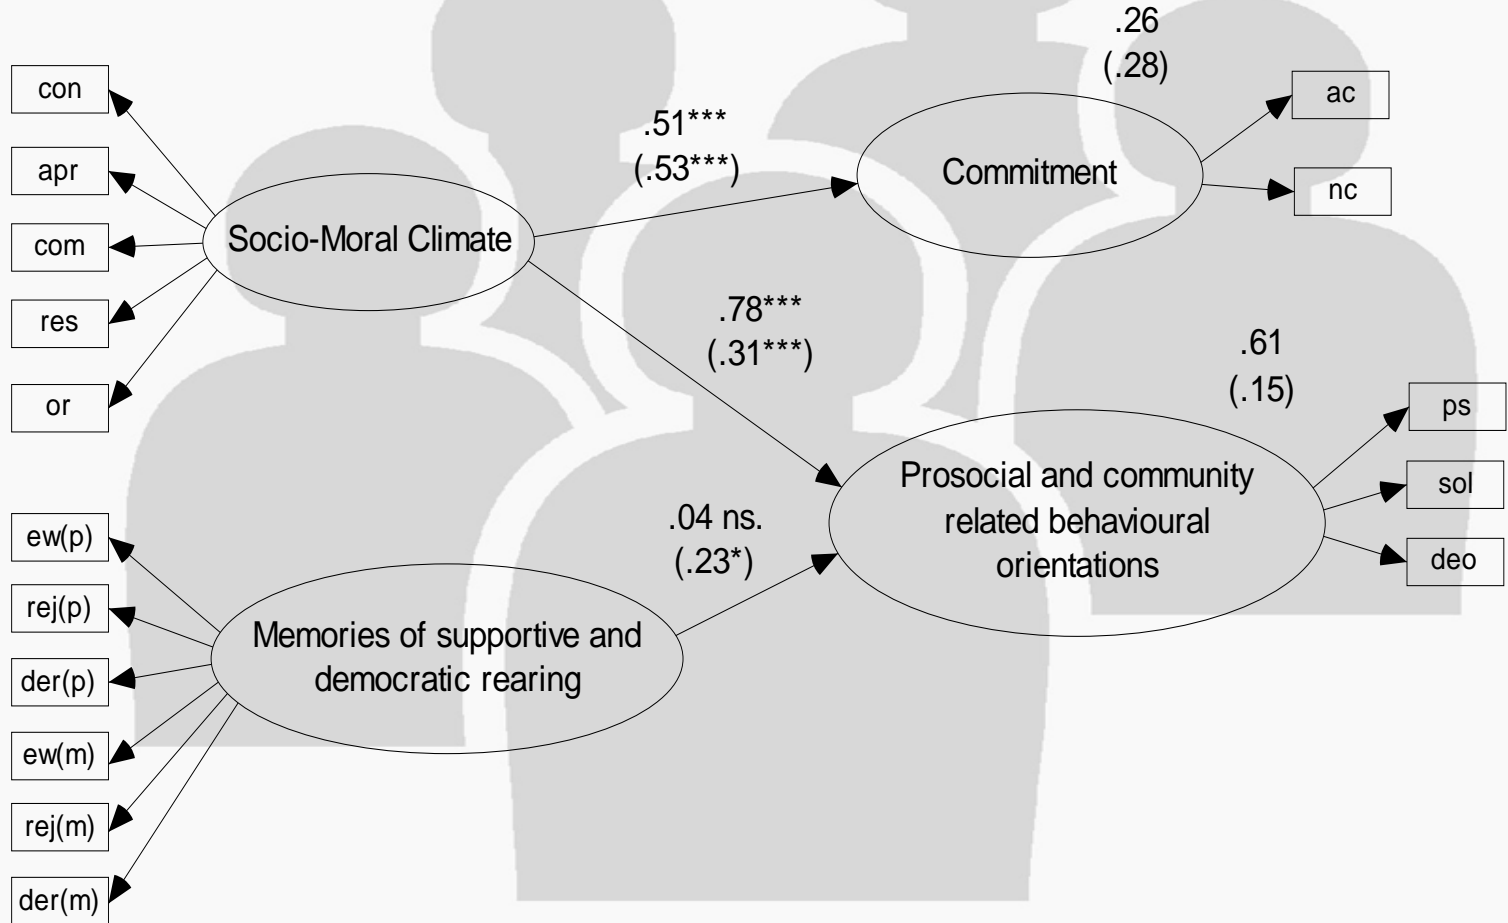 con
apr
com
res
or
Socio-Moral Climate
.51***
(.53***)
.26
(.28)
Commitment
ac
nc
.78***
(.31***)
.61
(.15)
Prosocial and community
related behavioural
orientations
ps
sol
deo
.04 ns.
(.23*)
ew(p)
rej(p)
der(p)
ew(m)
rej(m)
der(m)
Memories of supportive and
democratic rearing